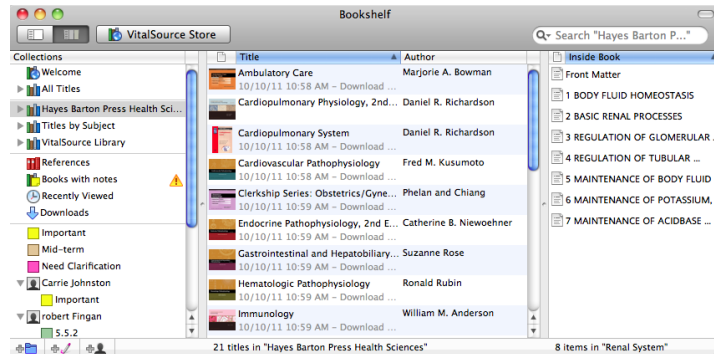 Bookshelf
VitalSource Store
Search "Hayes Barton P..."
Collections
Welcome
All Titles
Hayes Barton Press Health Sci...
Titles by Subject
VitalSource Library
References
Books with notes
Recently Viewed
Downloads
Important
Mid-term
Need Clarification
Carrie Johnston
Important
robert Fingan
5.5.2
Title Author
Ambulatory Care Marjorie A. Bowman
10/10/11 10:58 AM – Download ...
Cardiopulmonary Physiology, 2nd... Daniel R. Richardson
Cardiopulmonary System Daniel R. Richardson
10/10/11 10:58 AM – Download ...
Cardiovascular Pathophysiology Fred M. Kusumoto
10/10/11 10:58 AM – Download ...
Clerkship Series: Obstetrics/Gyne... Phelan and Chiang
10/10/11 10:59 AM – Download ...
Endocrine Pathophysiology, 2nd E... Catherine B. Niewoehner
10/10/11 10:59 AM – Download ...
Gastrointestinal and Hepatobiliary... Suzanne Rose
10/10/11 10:59 AM – Download ...
Hematologic Pathophysiology Ronald Rubin
10/10/11 10:59 AM – Download ...
Immunology William M. Anderson
10/10/11 10:59 AM – Download ...
21 titles in "Hayes Barton Press Health Sciences"
Inside Book
Front Matter
1 BODY FLUID HOMEOSTASIS
2 BASIC RENAL PROCESSES
3 REGULATION OF GLOMERULAR
4 REGULATION OF TUBULAR ...
5 MAINTENANCE OF BODY FLUID
6 MAINTENANCE OF POTASSIUM,
7 MAINTENANCE OF ACIDBASE ...
8 items in "Renal System"